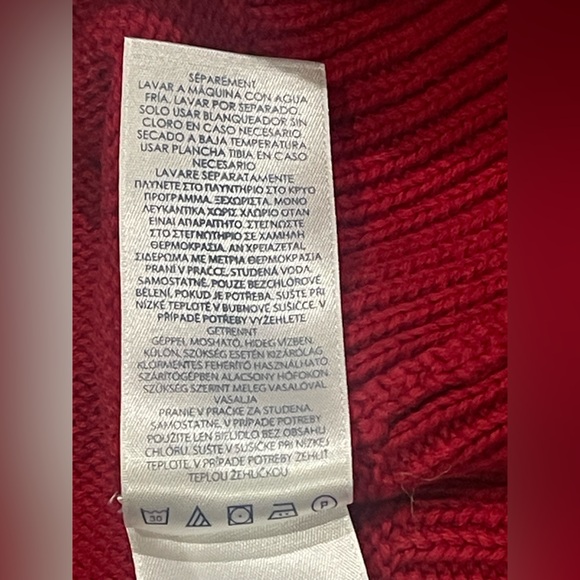 SÉPARÉMENT
LAVAR A MÁQUINA CON AGUA
FRÍA. LAVAR POR SEPARADO.
SOLO USAR BLANQUEADOR SIN
CLORO EN CASO NECESARIO.
SECADO A BAJA TEMPERATURA.
USAR PLANCHA TIBIA EN CASO
NECESARIO
LAVARE SEPARATAMENTE
ΠΛΥΝΕΤΕ ΣΤΟ ΠΛΥΝΤΗΡΙΟ ΣΤΟ ΚΡΥΟ
ΠΡΟΓΡΑΜΜΑ. ΞΕΧΩΡΙΣΤΑ. ΜΟΝΟ
ΛΕΥΚΑΝΤΙΚΑ ΧΩΡΙΣ ΧΛΩΡΙΟ ΟΤΑΝ
ΕΙΝΑΙ ΑΠΑΡΑΙΤΗΤΟ. ΣΤΕΓΝΩΣΤΕ
ΣΤΟ ΣΤΕΓΝΩΤΗΡΙΟ ΣΕ ΧΑΜΗΛΗ
ΘΕΡΜΟΚΡΑΣΙΑ. ΑΝ ΧΡΕΙΑΖΕΤΑΙ,
ΣΙΔΕΡΩΜΑ ΜΕ ΜΕΤΡΙΑ ΘΕΡΜΟΚΡΑΣΙΑ
PRANÍ V PRAČCE, STUDENÁ VODA.
SAMOSTATNĚ. POUZE BEZCHLÓROVÉ
BĚLENÍ, POKUD JE POTŘEBA. SUŠTE PŘI
NÍZKÉ TEPLOTĚ V BUBNOVÉ SUŠIČCE. V
PŘÍPADĚ POTŘEBY VYŽEHLETE
GETRENNT
GÉPPEL MOSHATÓ, HIDEG VÍZBEN.
KÜLÖN. SZÜKSÉG ESETÉN KIZÁRÓLAG
KLÓRMENTES FEHÉRÍTŐ HASZNÁLHATÓ.
SZÁRÍTÓGÉPBEN ALACSONY HŐFOKON.
SZÜKSÉG SZERINT MELEG VASALÓVAL
VASALJA
PRANIE V PRAČKE ZA STUDENA.
SAMOSTATNE. V PRÍPADE POTREBY
POUŽITE LEN BIELIDLO BEZ OBSAHU
CHLÓRU. SUŠTE V SUŠIČKE PRI NÍZKEJ
TEPLOTE. V PRÍPADE POTREBY ŽEHLIŤ
TEPLOU ŽEHLIČKOU
30 P